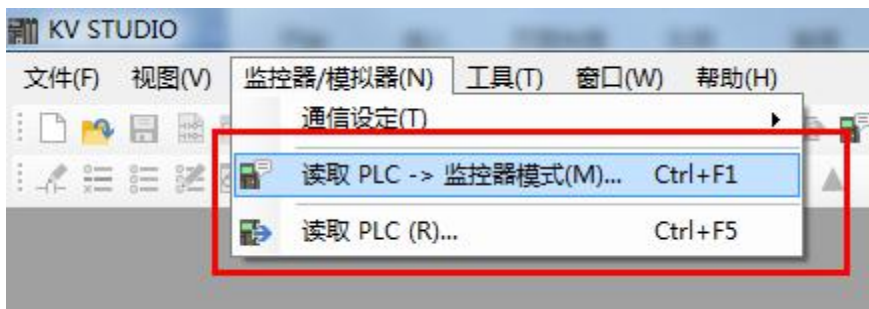 KV STUDIO
文件(F) 视图(V) 监控器/模拟器(N) 工具(T) 窗口(W) 帮助(H)
通信设定(T)
读取 PLC -> 监控器模式(M)... Ctrl+F1
读取 PLC (R)... Ctrl+F5